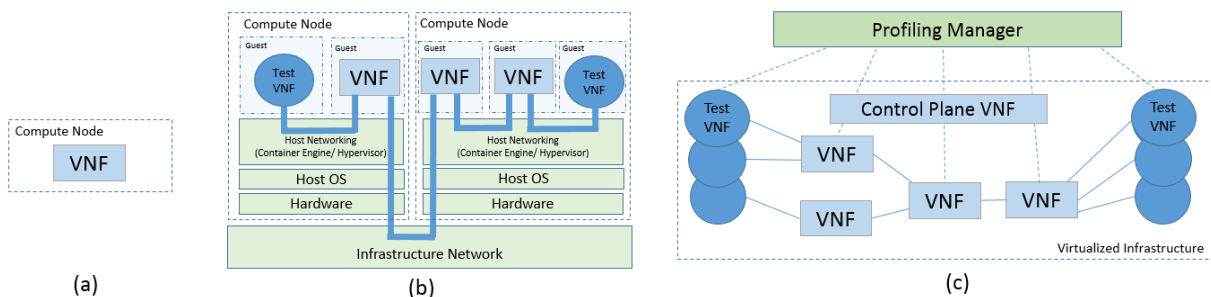 Compute Node
VNF
(a)
Compute Node
Guest
Test
VNF
Guest
VNF
Host Networking
(Container Engine/ Hypervisor)
Host OS
Hardware
Compute Node
Guest
VNF
Guest
VNF
Guest
Test
VNF
Host Networking
(Container Engine/ Hypervisor)
Host OS
Hardware
Infrastructure Network
(b)
Profiling Manager
Test
VNF
Control Plane VNF
Test
VNF
VNF
VNF
VNF
VNF
Virtualized Infrastructure
(c)